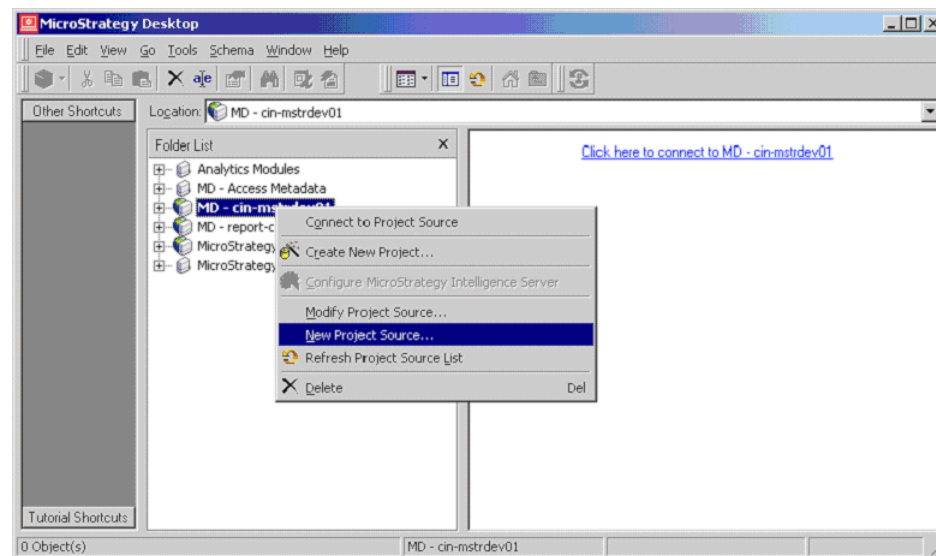 MicroStrategy Desktop
File Edit View Go Tools Schema Window Help
Other Shortcuts
Location: MD - cin-mstrdev01
Folder List
Click here to connect to MD - cin-mstrdev01
Analytics Modules
MD - Access Metadata
MD - cin-mstrdev01
MD - report-c
MicroStrategy
MicroStrategy
Connect to Project Source
Create New Project...
Configure MicroStrategy Intelligence Server
Modify Project Source...
New Project Source...
Refresh Project Source List
Delete Del
Tutorial Shortcuts
0 Object(s) MD - cin-mstrdev01